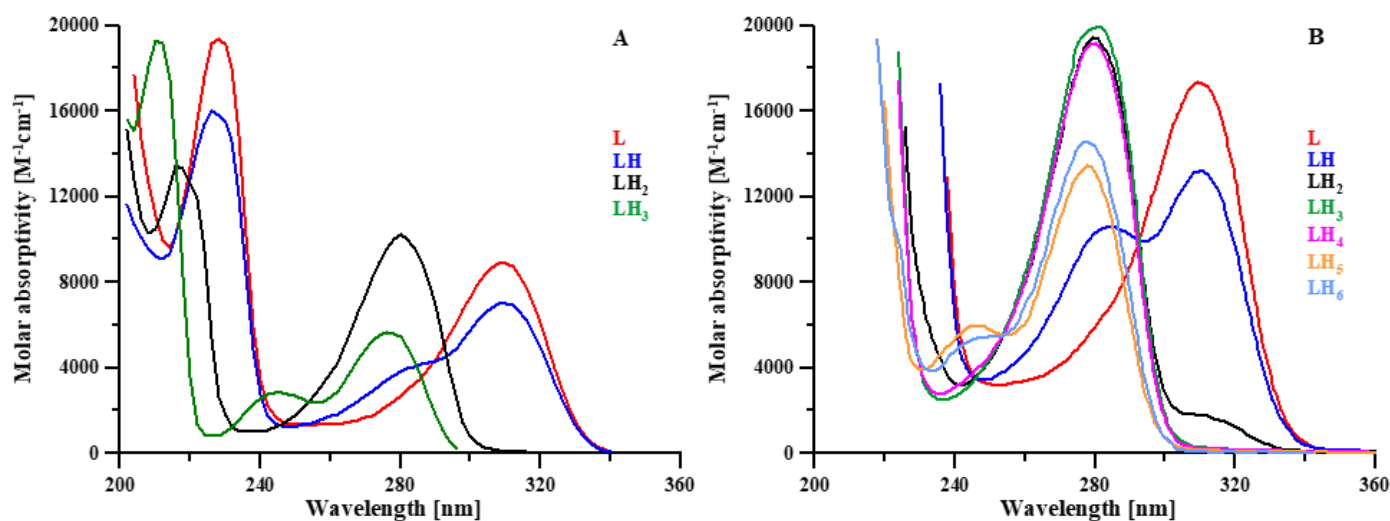 A
20000
16000
12000
8000
4000
0
Molar absorptivity [M⁻¹cm⁻¹]
L
LH
LH₂
LH₃
200 240 280 320 360
Wavelength [nm]
B
20000
16000
12000
8000
4000
0
Molar absorptivity [M⁻¹cm⁻¹]
L
LH
LH₂
LH₃
LH₄
LH₅
LH₆
200 240 280 320 360
Wavelength [nm]